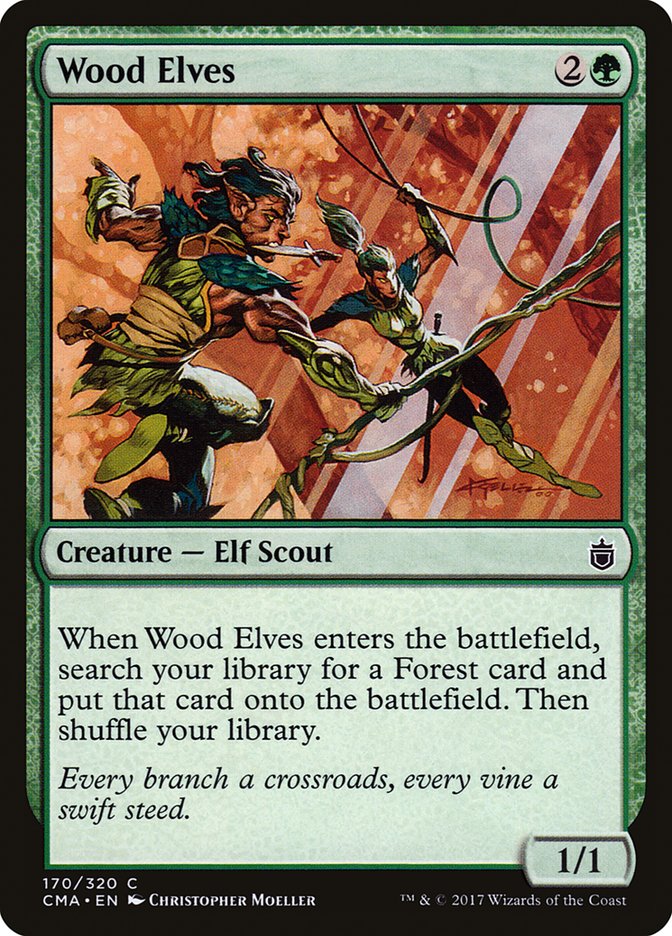 Wood Elves 2
Creature — Elf Scout
When Wood Elves enters the battlefield,
search your library for a Forest card and
put that card onto the battlefield. Then
shuffle your library.
Every branch a crossroads, every vine a
swift steed.
1/1
170/320 C
CMA • EN Christopher Moeller
™ & © 2017 Wizards of the Coast